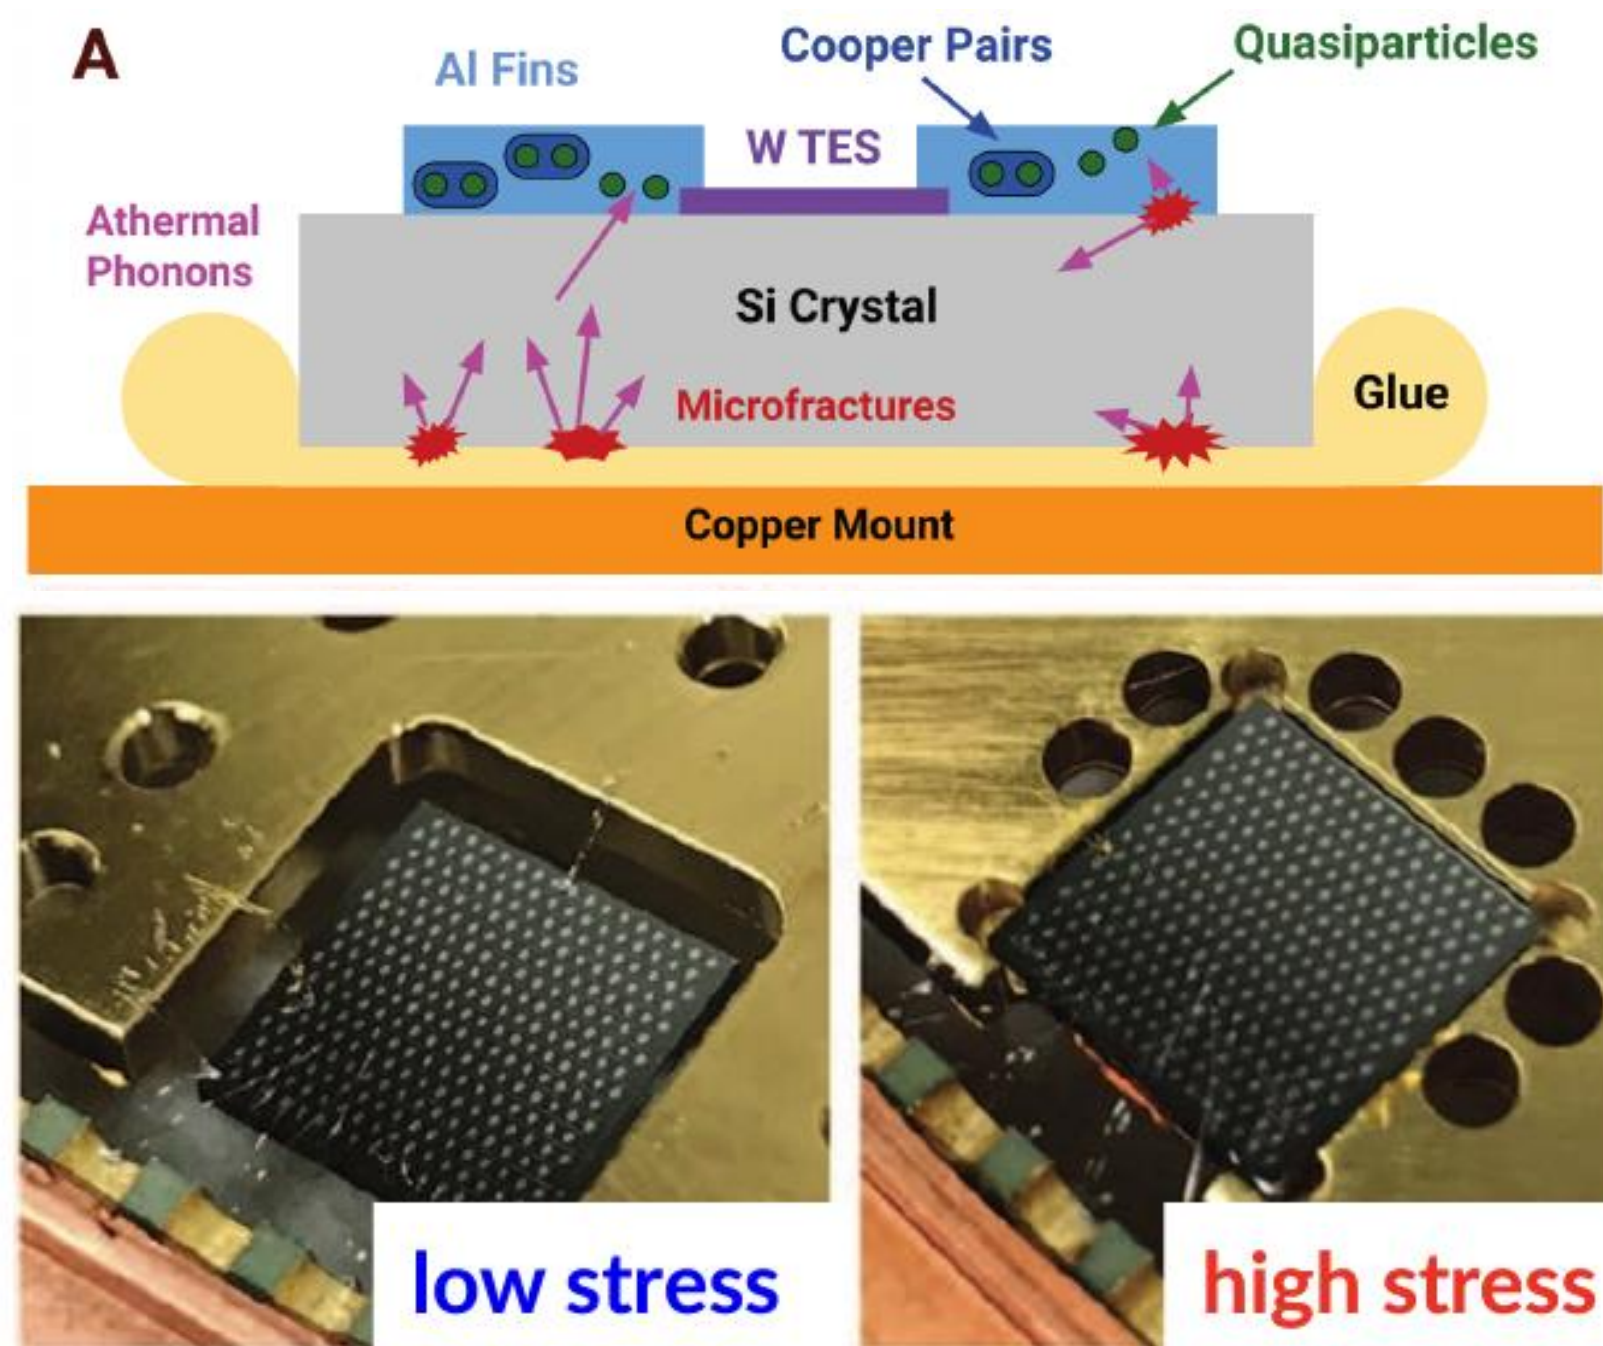 A
Al Fins
Cooper Pairs
Quasiparticles
W TES
Athermal
Phonons
Si Crystal
Microfractures
Glue
Copper Mount
low stress
high stress